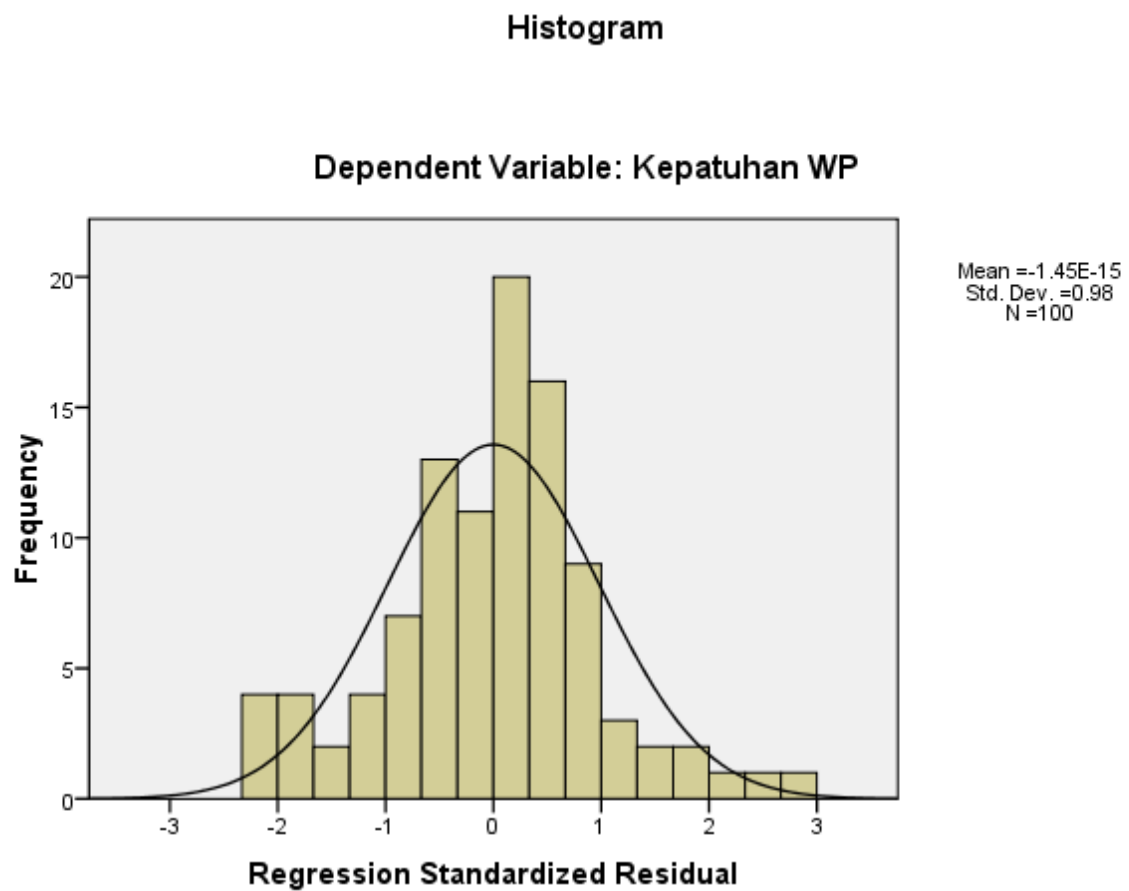 Histogram
Dependent Variable: Kepatuhan WP
Mean =-1.45E-15
Std. Dev. =0.98
N =100
20
15
10
5
0
Frequency
-3 -2 -1 0 1 2 3
Regression Standardized Residual